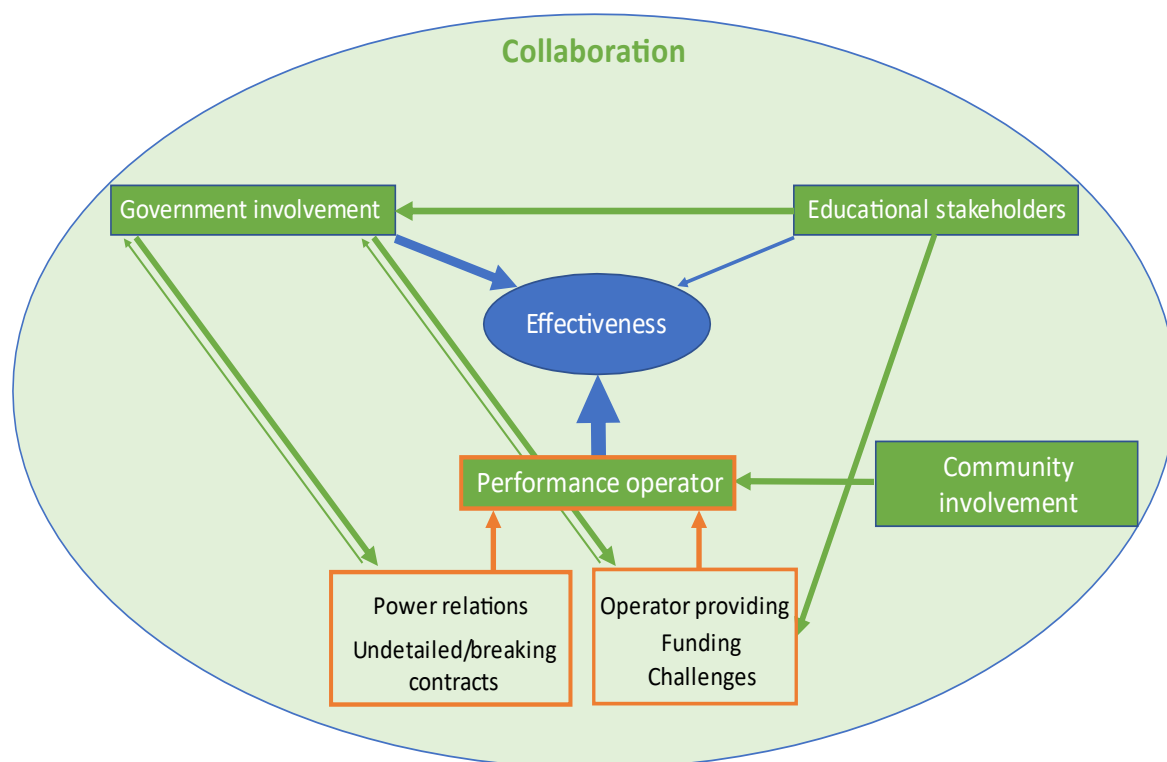 Collaboration
Government involvement
Educational stakeholders
Effectiveness
Performance operator
Community
involvement
Power relations
Undetailed/breaking
contracts
Operator providing
Funding
Challenges